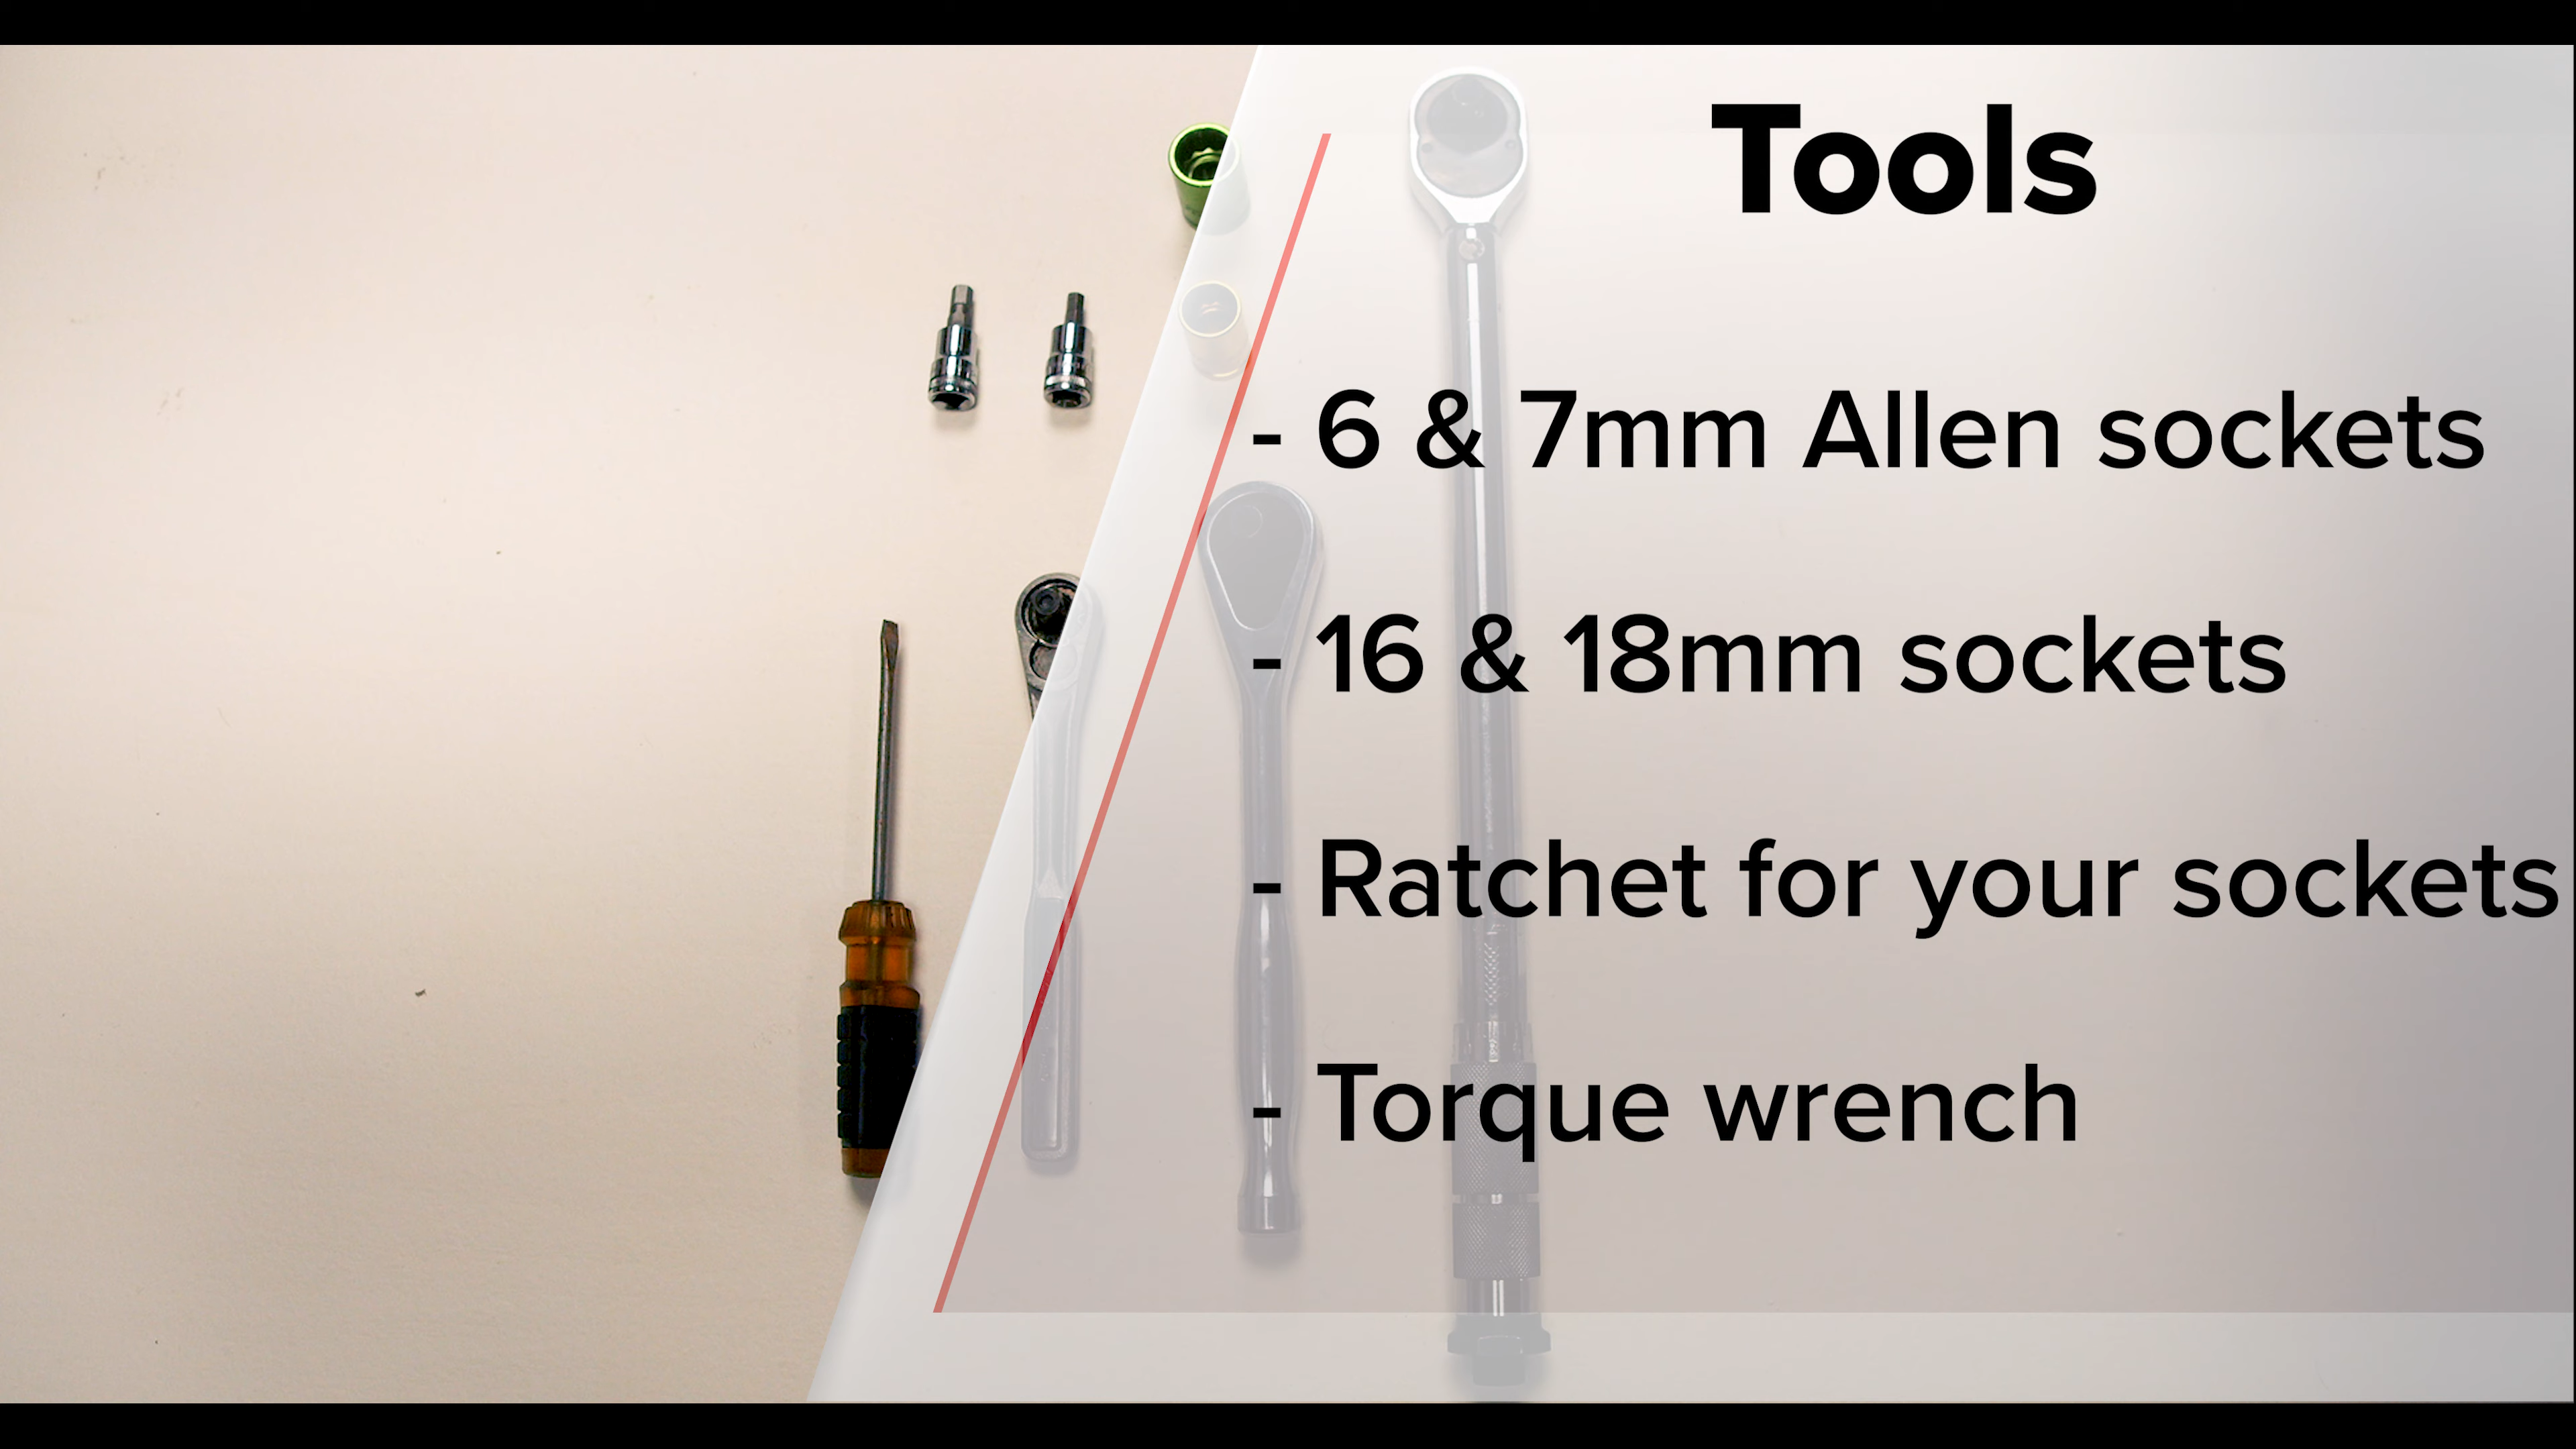 Tools
- 6 & 7mm Allen sockets
- 16 & 18mm sockets
- Ratchet for your sockets
- Torque wrench